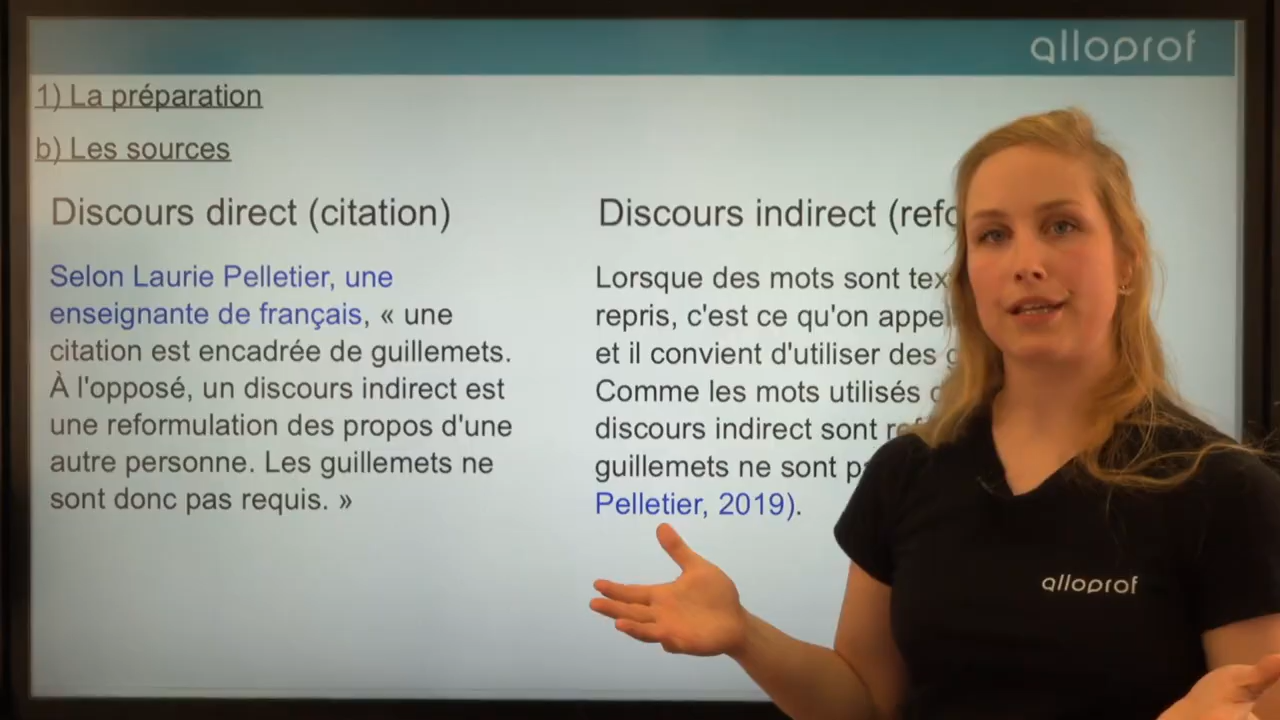 alloprof
1) La préparation
b) Les sources
Discours direct (citation)
Selon Laurie Pelletier, une
enseignante de français, « une
citation est encadrée de guillemets.
À l'opposé, un discours indirect est
une reformulation des propos d'une
autre personne. Les guillemets ne
sont donc pas requis. »
Discours indirect
Lorsque des mots sont
repris, c'est ce qu'on
et il convient d'utiliser des
Comme les mots utilisés
discours indirect sont
guillemets ne sont
Pelletier, 2019).
alloprof